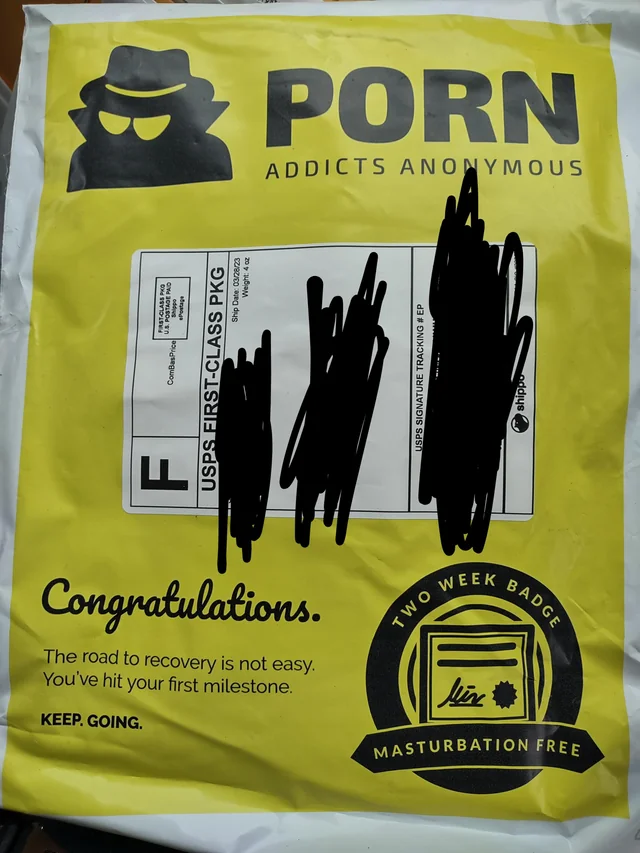 PORN
ADDICTS ANONYMOUS
FIRST-CLASS PKG
U.S. POSTAGE PAID
Shippo
ePostage
ComBasPrice
F
USPS FIRST-CLASS PKG
Ship Date: 03/28/23
Weight: 4 oz
USPS SIGNATURE TRACKING # EP
shippo
Congratulations.
The road to recovery is not easy.
You've hit your first milestone.
KEEP. GOING.
TWO WEEK BADGE
MASTURBATION FREE